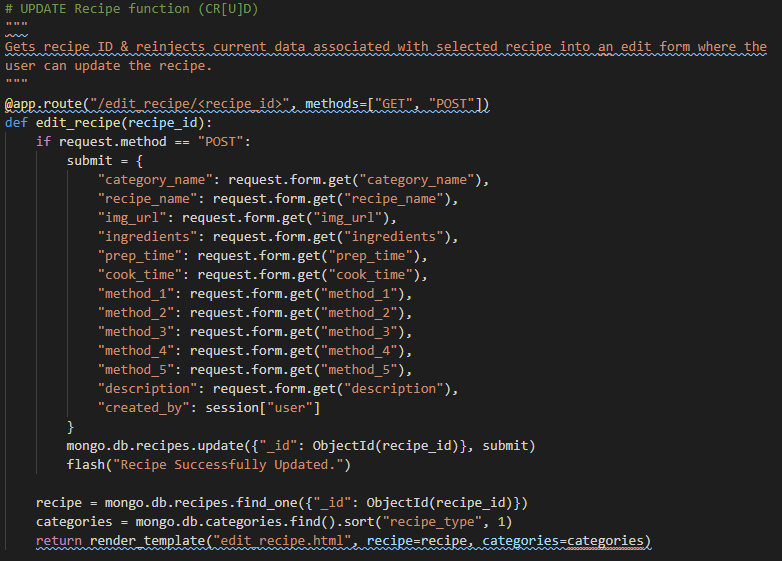 # UPDATE Recipe function (CR[U]D)
"""
Gets recipe ID & reinjects current data associated with selected recipe into an edit form where the
user can update the recipe.
"""
@app.route("/edit_recipe/<recipe_id>", methods=["GET", "POST"])
def edit_recipe(recipe_id):
    if request.method == "POST":
        submit = {
            "category_name": request.form.get("category_name"),
            "recipe_name": request.form.get("recipe_name"),
            "img_url": request.form.get("img_url"),
            "ingredients": request.form.get("ingredients"),
            "prep_time": request.form.get("prep_time"),
            "cook_time": request.form.get("cook_time"),
            "method_1": request.form.get("method_1"),
            "method_2": request.form.get("method_2"),
            "method_3": request.form.get("method_3"),
            "method_4": request.form.get("method_4"),
            "method_5": request.form.get("method_5"),
            "description": request.form.get("description"),
            "created_by": session["user"]
        }
        mongo.db.recipes.update({"_id": ObjectId(recipe_id)}, submit)
        flash("Recipe Successfully Updated.")
    recipe = mongo.db.recipes.find_one({"_id": ObjectId(recipe_id)})
    categories = mongo.db.categories.find().sort("recipe_type", 1)
    return render_template("edit_recipe.html", recipe=recipe, categories=categories)